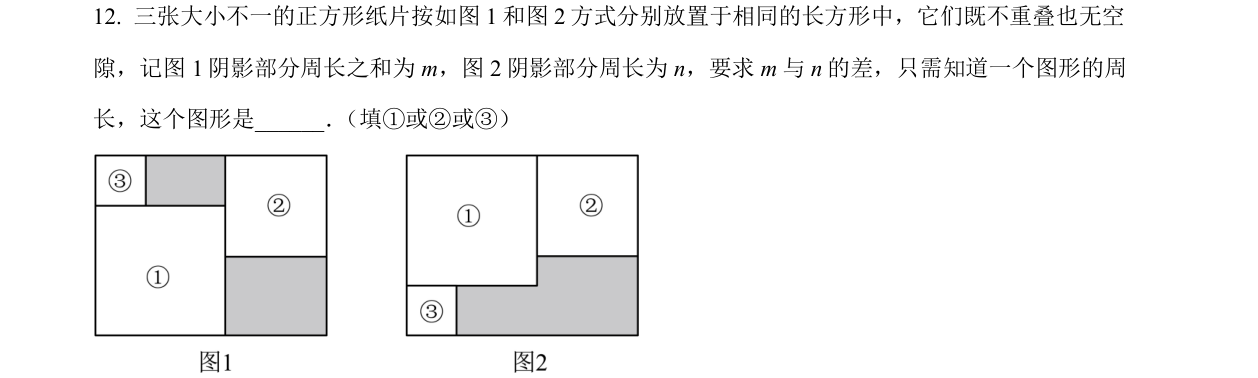 12. 三张大小不一的正方形纸片按如图 1 和图 2 方式分别放置于相同的长方形中，它们既不重叠也无空
隙，记图 1 阴影部分周长之和为 m，图 2 阴影部分周长为 n，要求 m 与 n 的差，只需知道一个图形的周
长，这个图形是______．（填①或②或③）
③
②
①
图1
①
②
③
图2